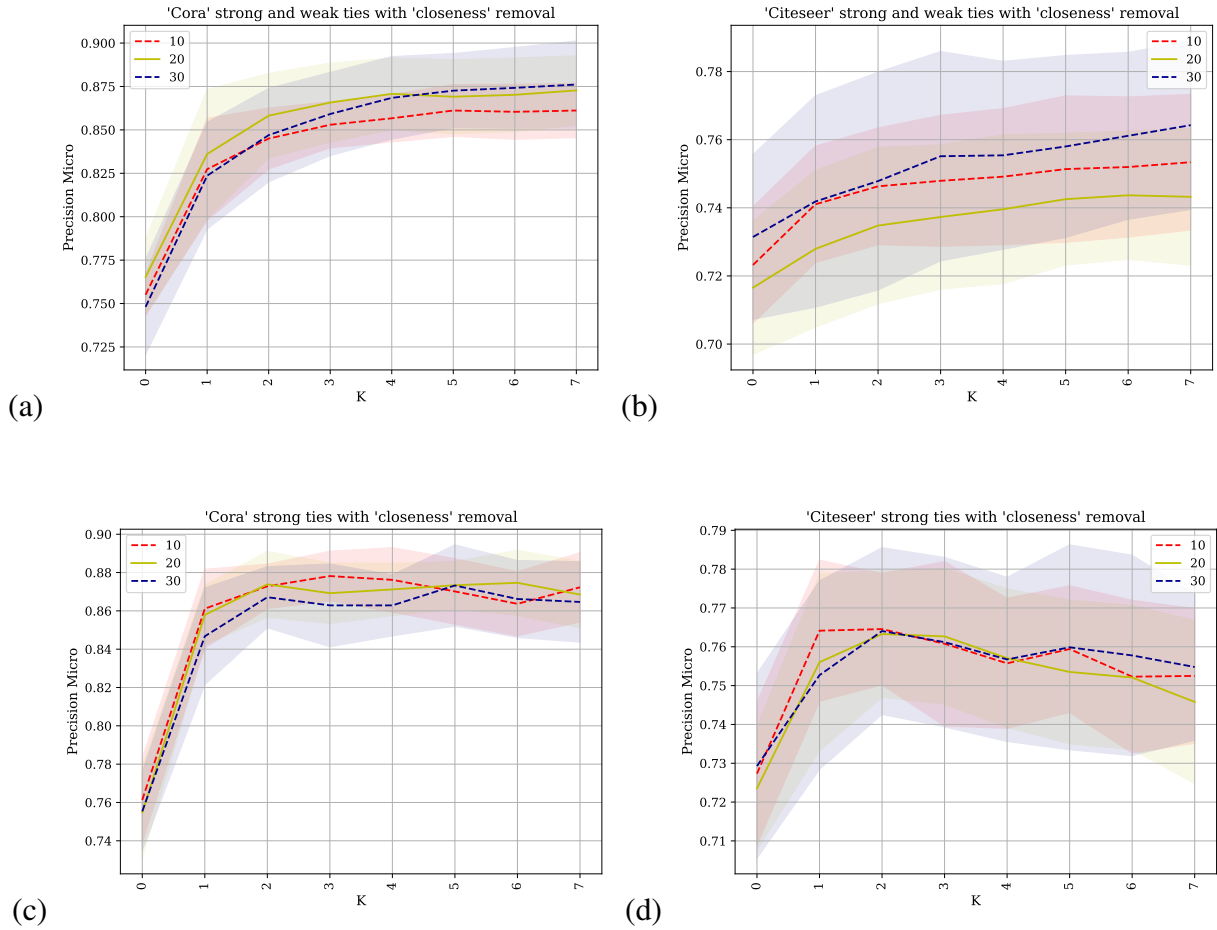 'Cora' strong and weak ties with 'closeness' removal
0.900
0.875
0.850
0.825
0.800
0.775
0.750
0.725
Precision Micro
10
20
30
0 1 2 3 4 5 6 7
K
(a)
'Citeseer' strong and weak ties with 'closeness' removal
0.78
0.76
0.74
0.72
0.70
Precision Micro
10
20
30
0 1 2 3 4 5 6 7
K
(b)
'Cora' strong ties with 'closeness' removal
0.90
0.88
0.86
0.84
0.82
0.80
0.78
0.76
0.74
Precision Micro
10
20
30
0 1 2 3 4 5 6 7
K
(c)
'Citeseer' strong ties with 'closeness' removal
0.79
0.78
0.77
0.76
0.75
0.74
0.73
0.72
0.71
Precision Micro
10
20
30
0 1 2 3 4 5 6 7
K
(d)